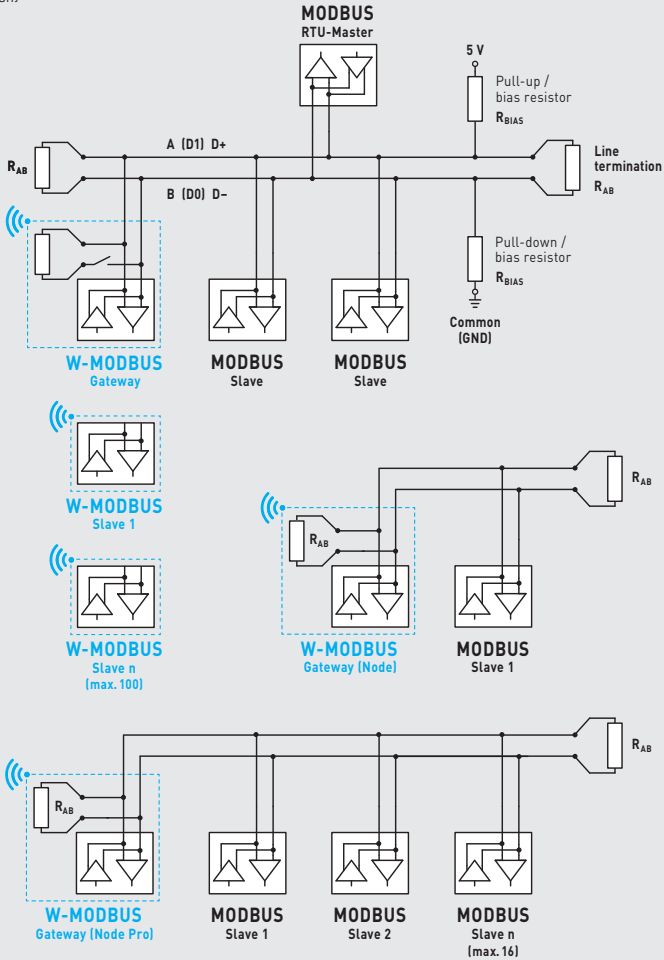 MODBUS
RTU-Master
5 V
Pull-up /
bias resistor
RBIAS
A (D1) D+
RAB
Line
termination
RAB
B (D0) D–
Pull-down /
bias resistor
RBIAS
Common
(GND)
W-MODBUS
Gateway
MODBUS
Slave
MODBUS
Slave
W-MODBUS
Slave 1
RAB
RAB
W-MODBUS
Slave n
(max. 100)
W-MODBUS
Gateway (Node)
MODBUS
Slave 1
RAB
RAB
W-MODBUS
Gateway (Node Pro)
MODBUS
Slave 1
MODBUS
Slave 2
MODBUS
Slave n
(max. 16)